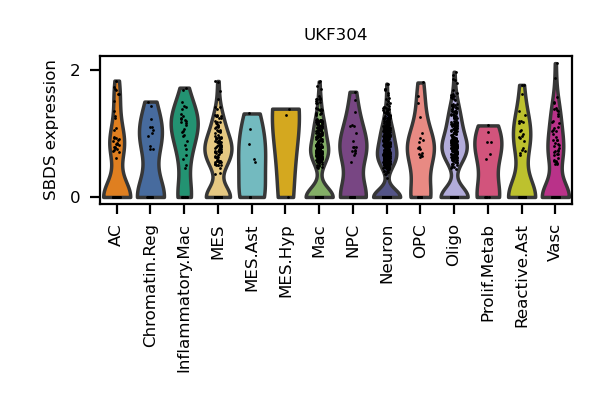 UKF304
SBDS expression
2
0
AC
Chromatin.Reg
Inflammatory.Mac
MES
MES.Ast
MES.Hyp
Mac
NPC
Neuron
OPC
Oligo
Prolif.Metab
Reactive.Ast
Vasc